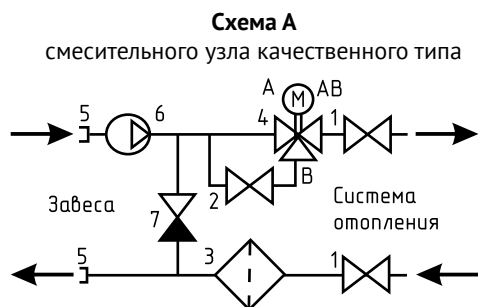 Схема А
смесительного узла качественного типа
А М АВ
5 6 4 1
2 В
Завеса 7 Система
отопления
5 3 1